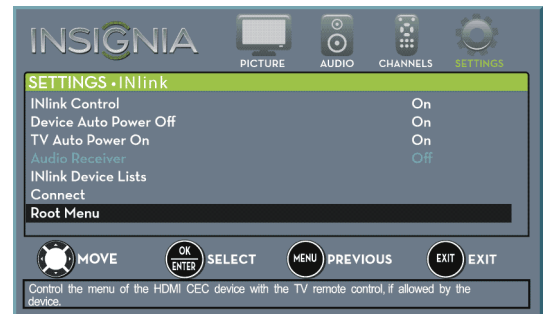 INSIGNIA
PICTURE AUDIO CHANNELS SETTINGS
SETTINGS • INlink
INlink Control On
Device Auto Power Off On
TV Auto Power On On
Audio Receiver Off
INlink Device Lists
Connect
Root Menu
MOVE OK ENTER SELECT MENU PREVIOUS EXIT EXIT
Control the menu of the HDMI CEC device with the TV remote control, if allowed by the
device.